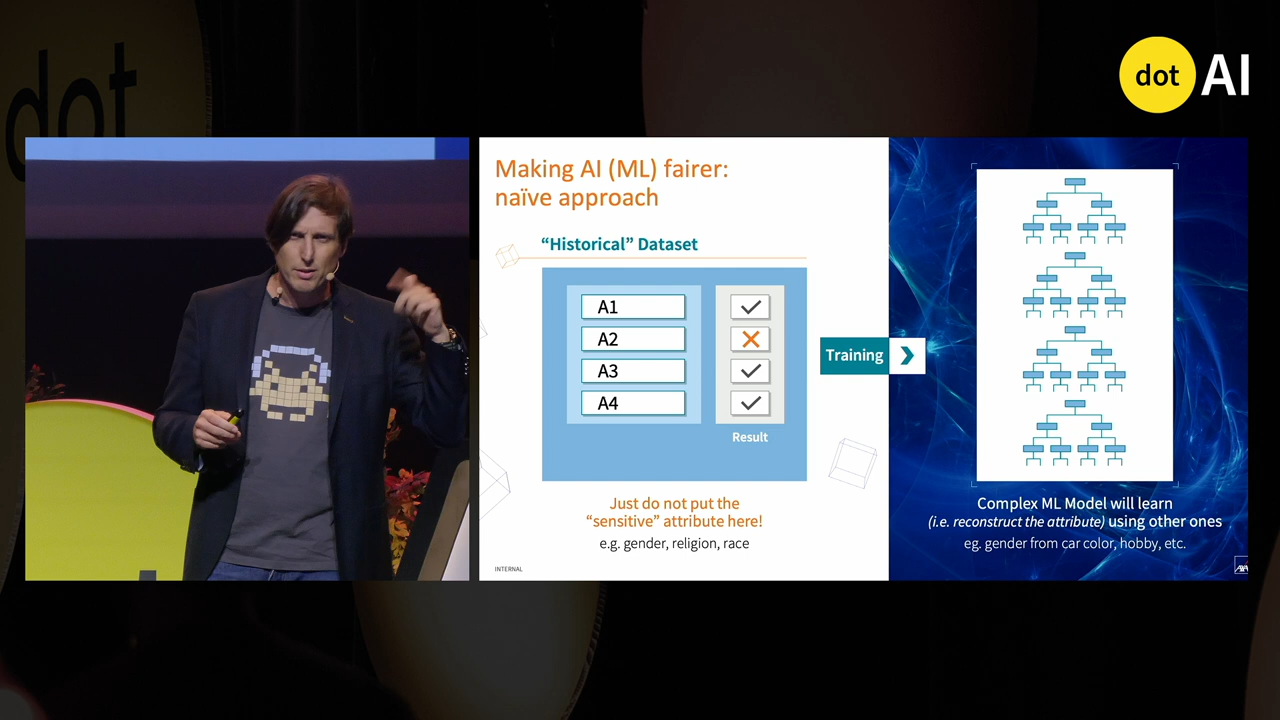 dot
dot AI
Making AI (ML) fairer:
naïve approach
“Historical” Dataset
A1
A2
A3
A4
Result
Training
Just do not put the
“sensitive” attribute here!
e.g. gender, religion, race
INTERNAL
Complex ML Model will learn
(i.e. reconstruct the attribute) using other ones
eg. gender from car color, hobby, etc.
AXA